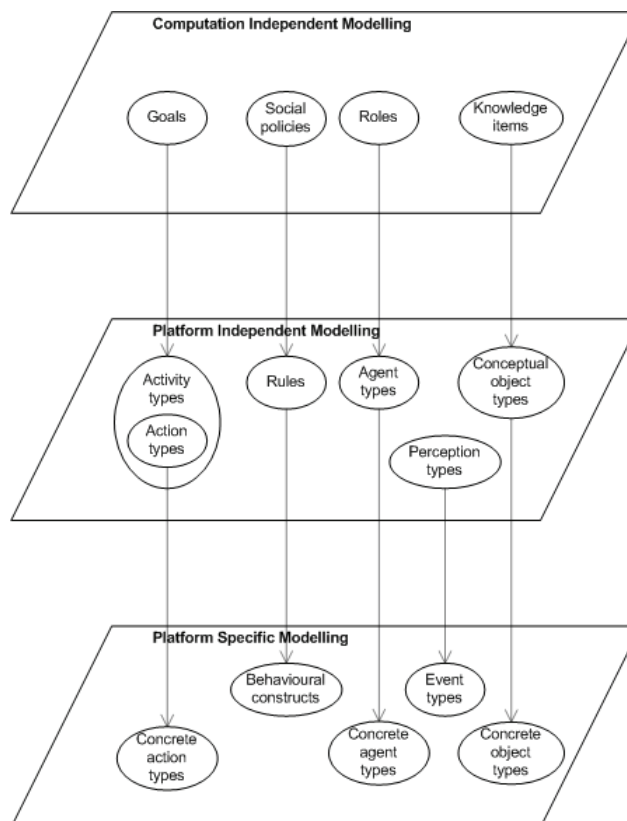 Computation Independent Modelling
Goals
Social
policies
Roles
Knowledge
items
Platform Independent Modelling
Activity
types
Action
types
Rules
Agent
types
Conceptual
object
types
Perception
types
Platform Specific Modelling
Behavioural
constructs
Event
types
Concrete
action
types
Concrete
agent
types
Concrete
object
types